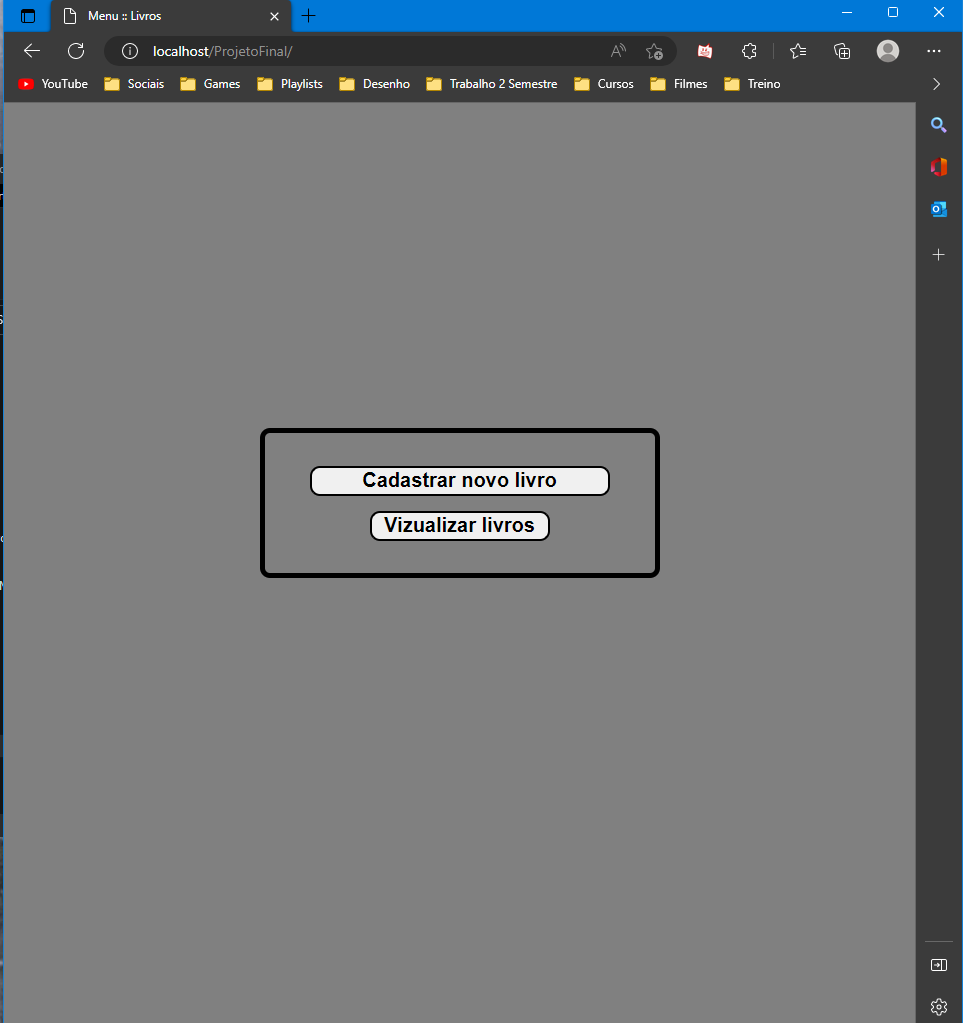 Menu :: Livros
localhost/ProjetoFinal/
YouTube Sociais Games Playlists Desenho Trabalho 2 Semestre Cursos Filmes Treino
Cadastrar novo livro
Vizualizar livros